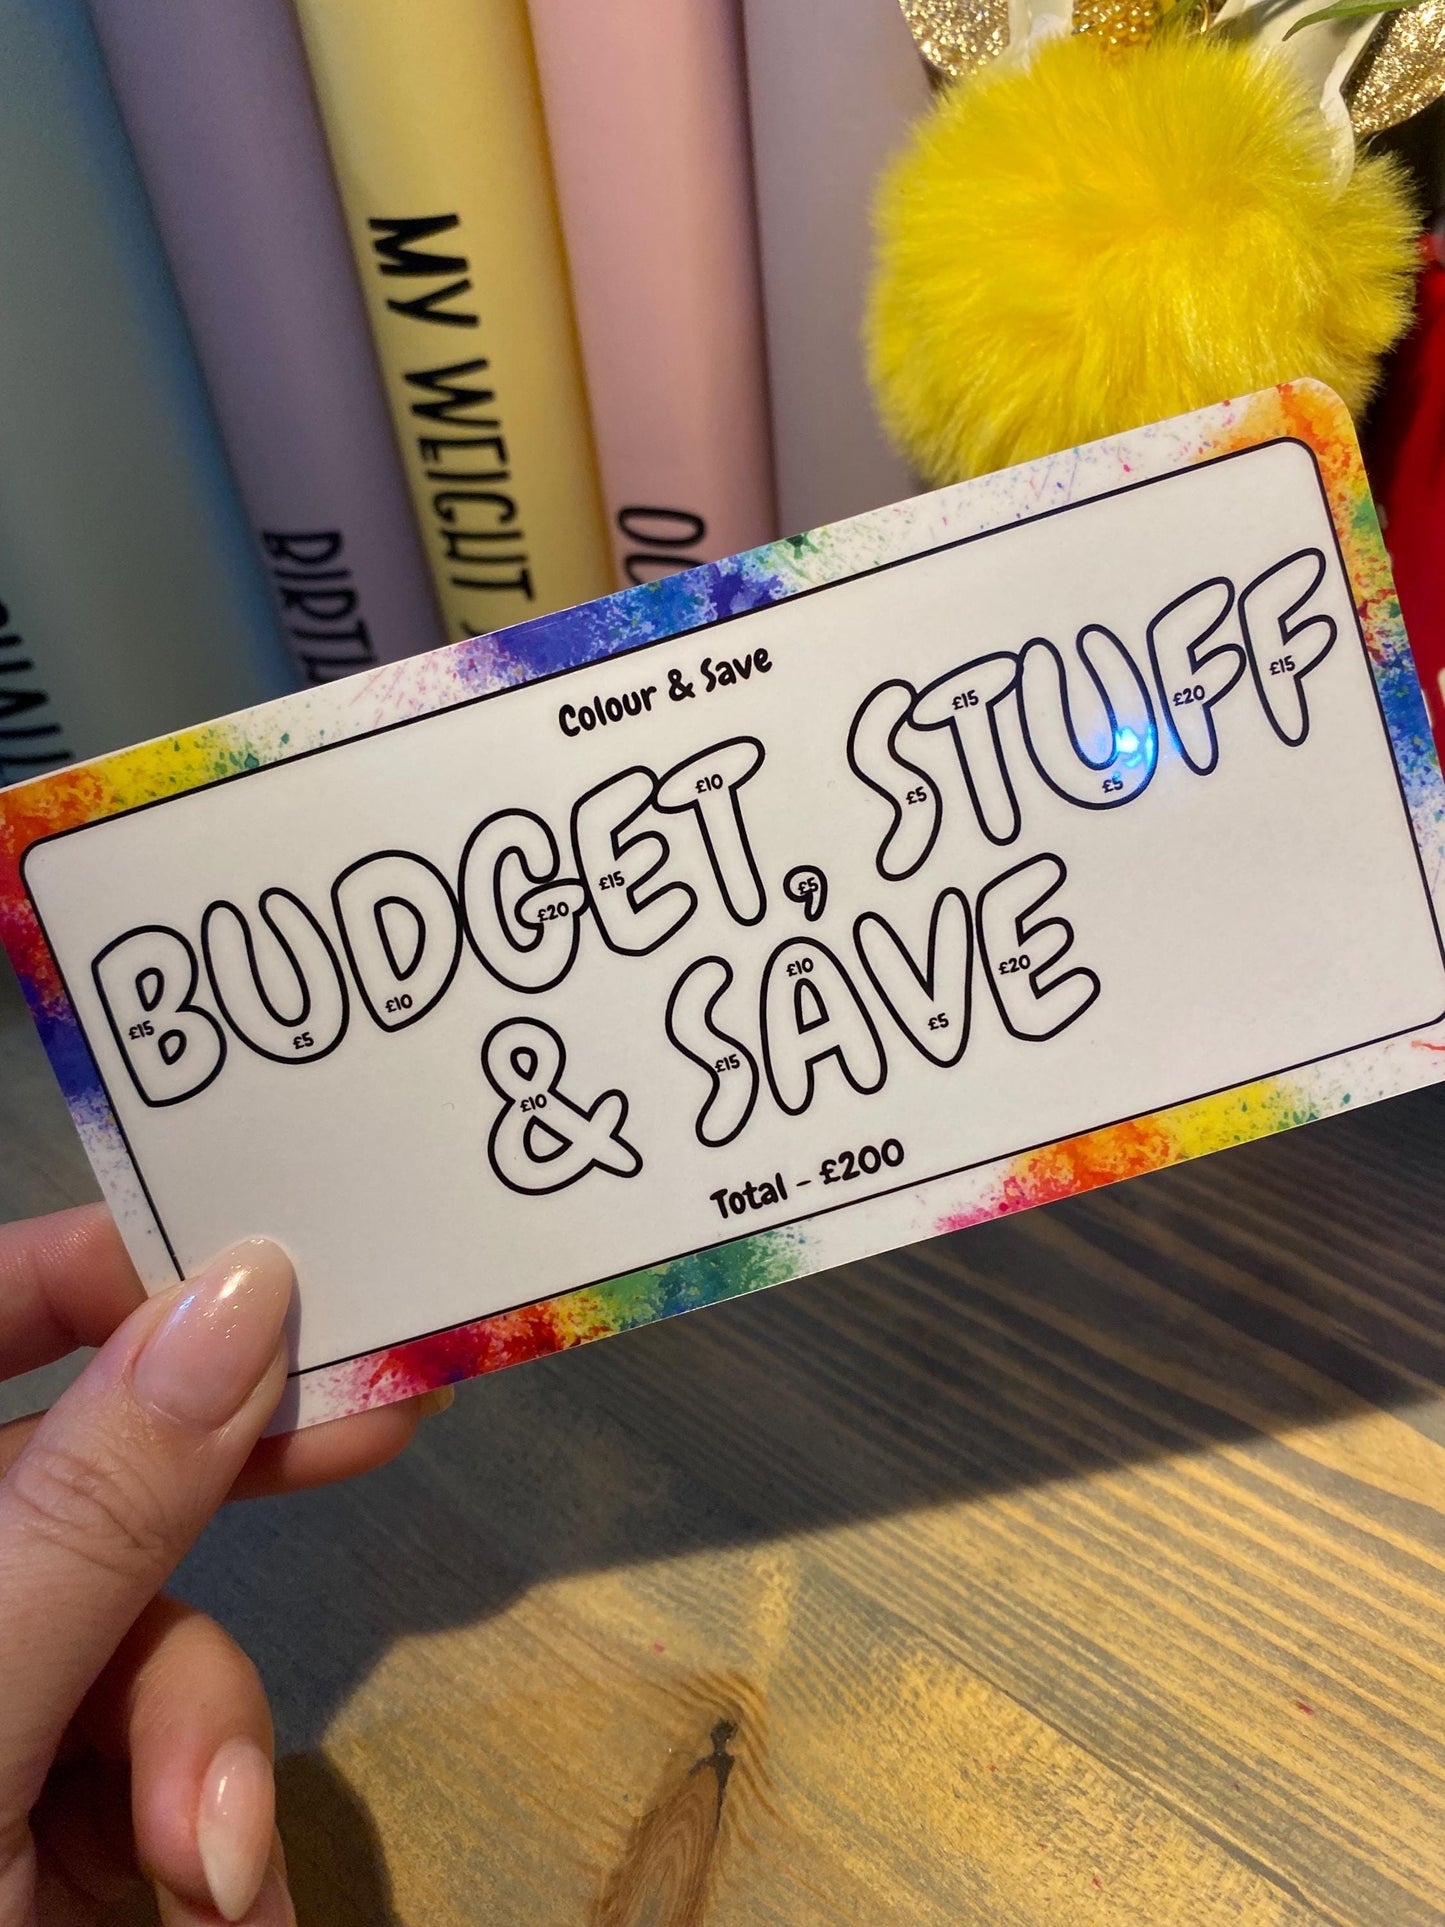 MY WEIGHT
Colour & Save
BUDGET, STUFF
£15 £5 £10 £20 £15 £10 £5 £5 £15 £5 £20 £15
& SAVE
£10 £15 £10 £5 £20
Total - £200